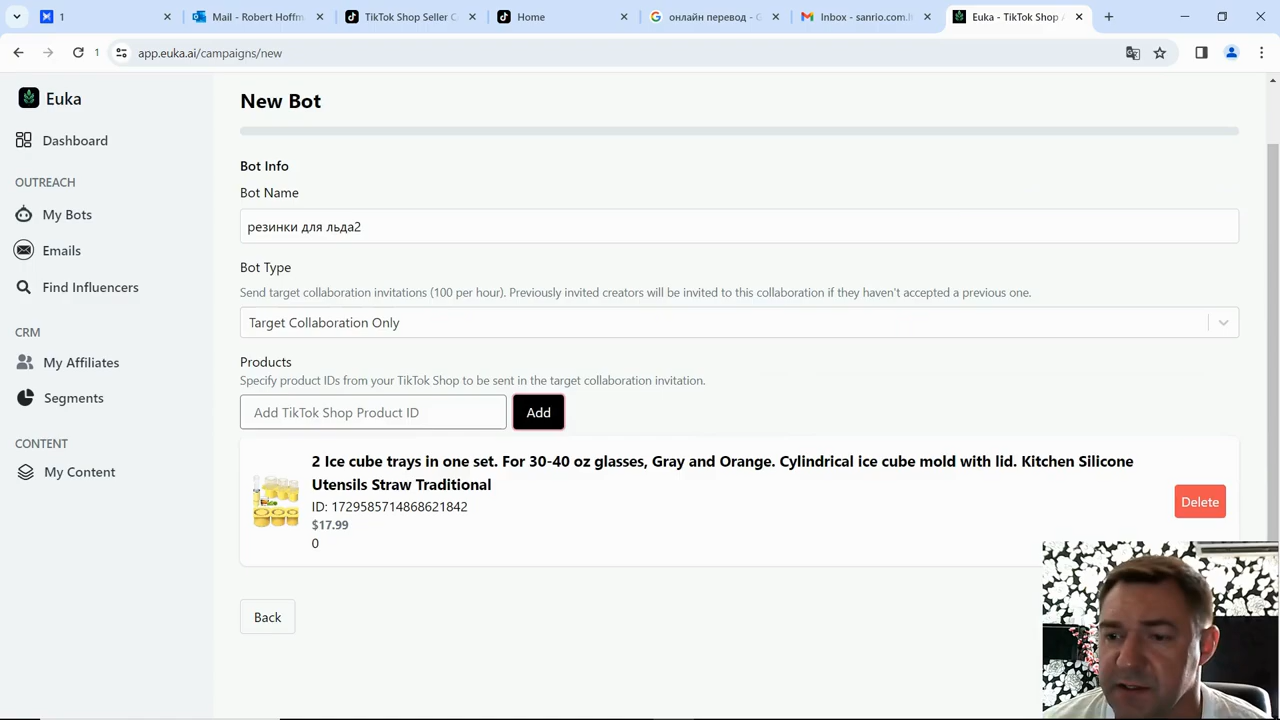 1
Mail - Robert Hoffm
TikTok Shop Seller C
Home
онлайн перевод - G
Inbox - sanrio.com.l
Euka - TikTok Shop
1
app.euka.ai/campaigns/new
Euka
Dashboard
OUTREACH
My Bots
Emails
Find Influencers
CRM
My Affiliates
Segments
CONTENT
My Content
New Bot
Bot Info
Bot Name
резинки для льда2
Bot Type
Send target collaboration invitations (100 per hour). Previously invited creators will be invited to this collaboration if they haven't accepted a previous one.
Target Collaboration Only
Products
Specify product IDs from your TikTok Shop to be sent in the target collaboration invitation.
Add TikTok Shop Product ID
Add
2 Ice cube trays in one set. For 30-40 oz glasses, Gray and Orange. Cylindrical ice cube mold with lid. Kitchen Silicone
Utensils Straw Traditional
ID: 1729585714868621842
$17.99
0
Delete
Back